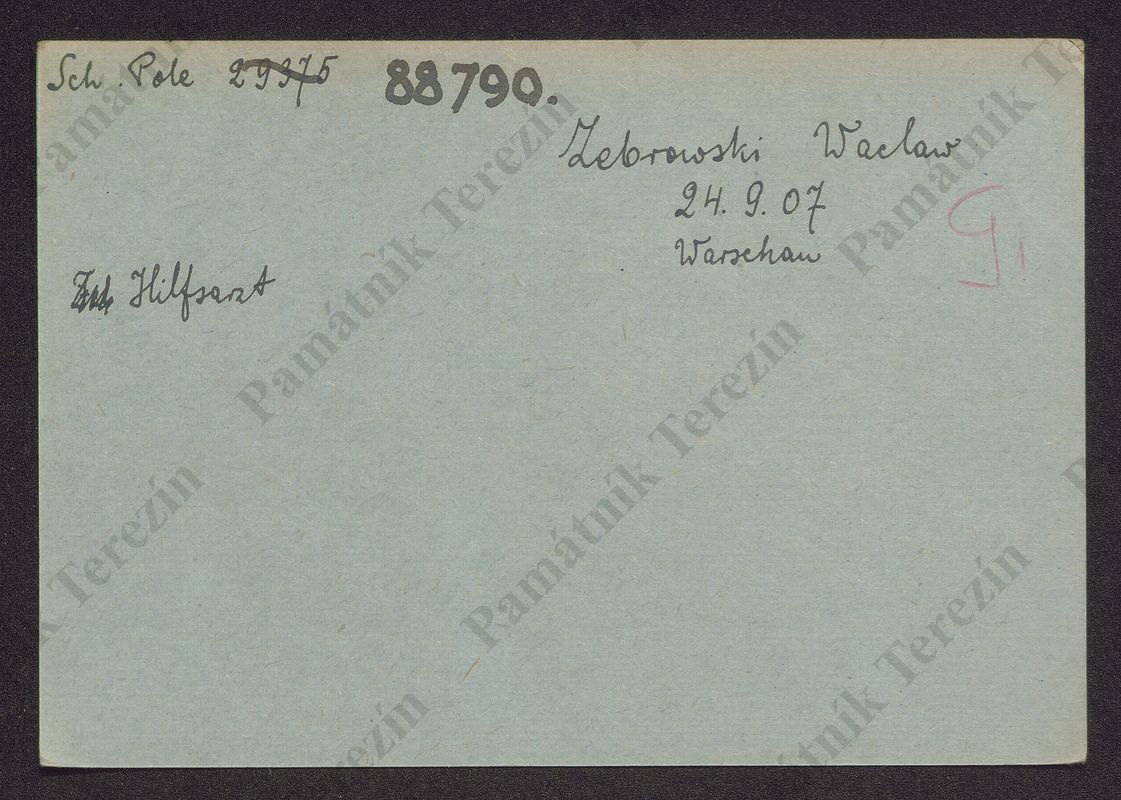 Sch. Pole 29375 88790.
Zebrowski Waclaw
24. 9. 07
Warschau
Hilfsarzt
Památník Terezín